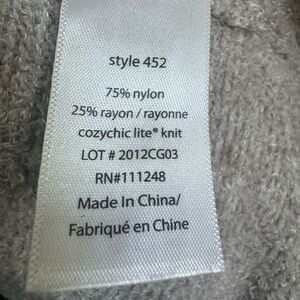 style 452
75% nylon
25% rayon / rayonne
cozychic lite® knit
LOT # 2012CG03
RN#111248
Made In China/
Fabriqué en Chine